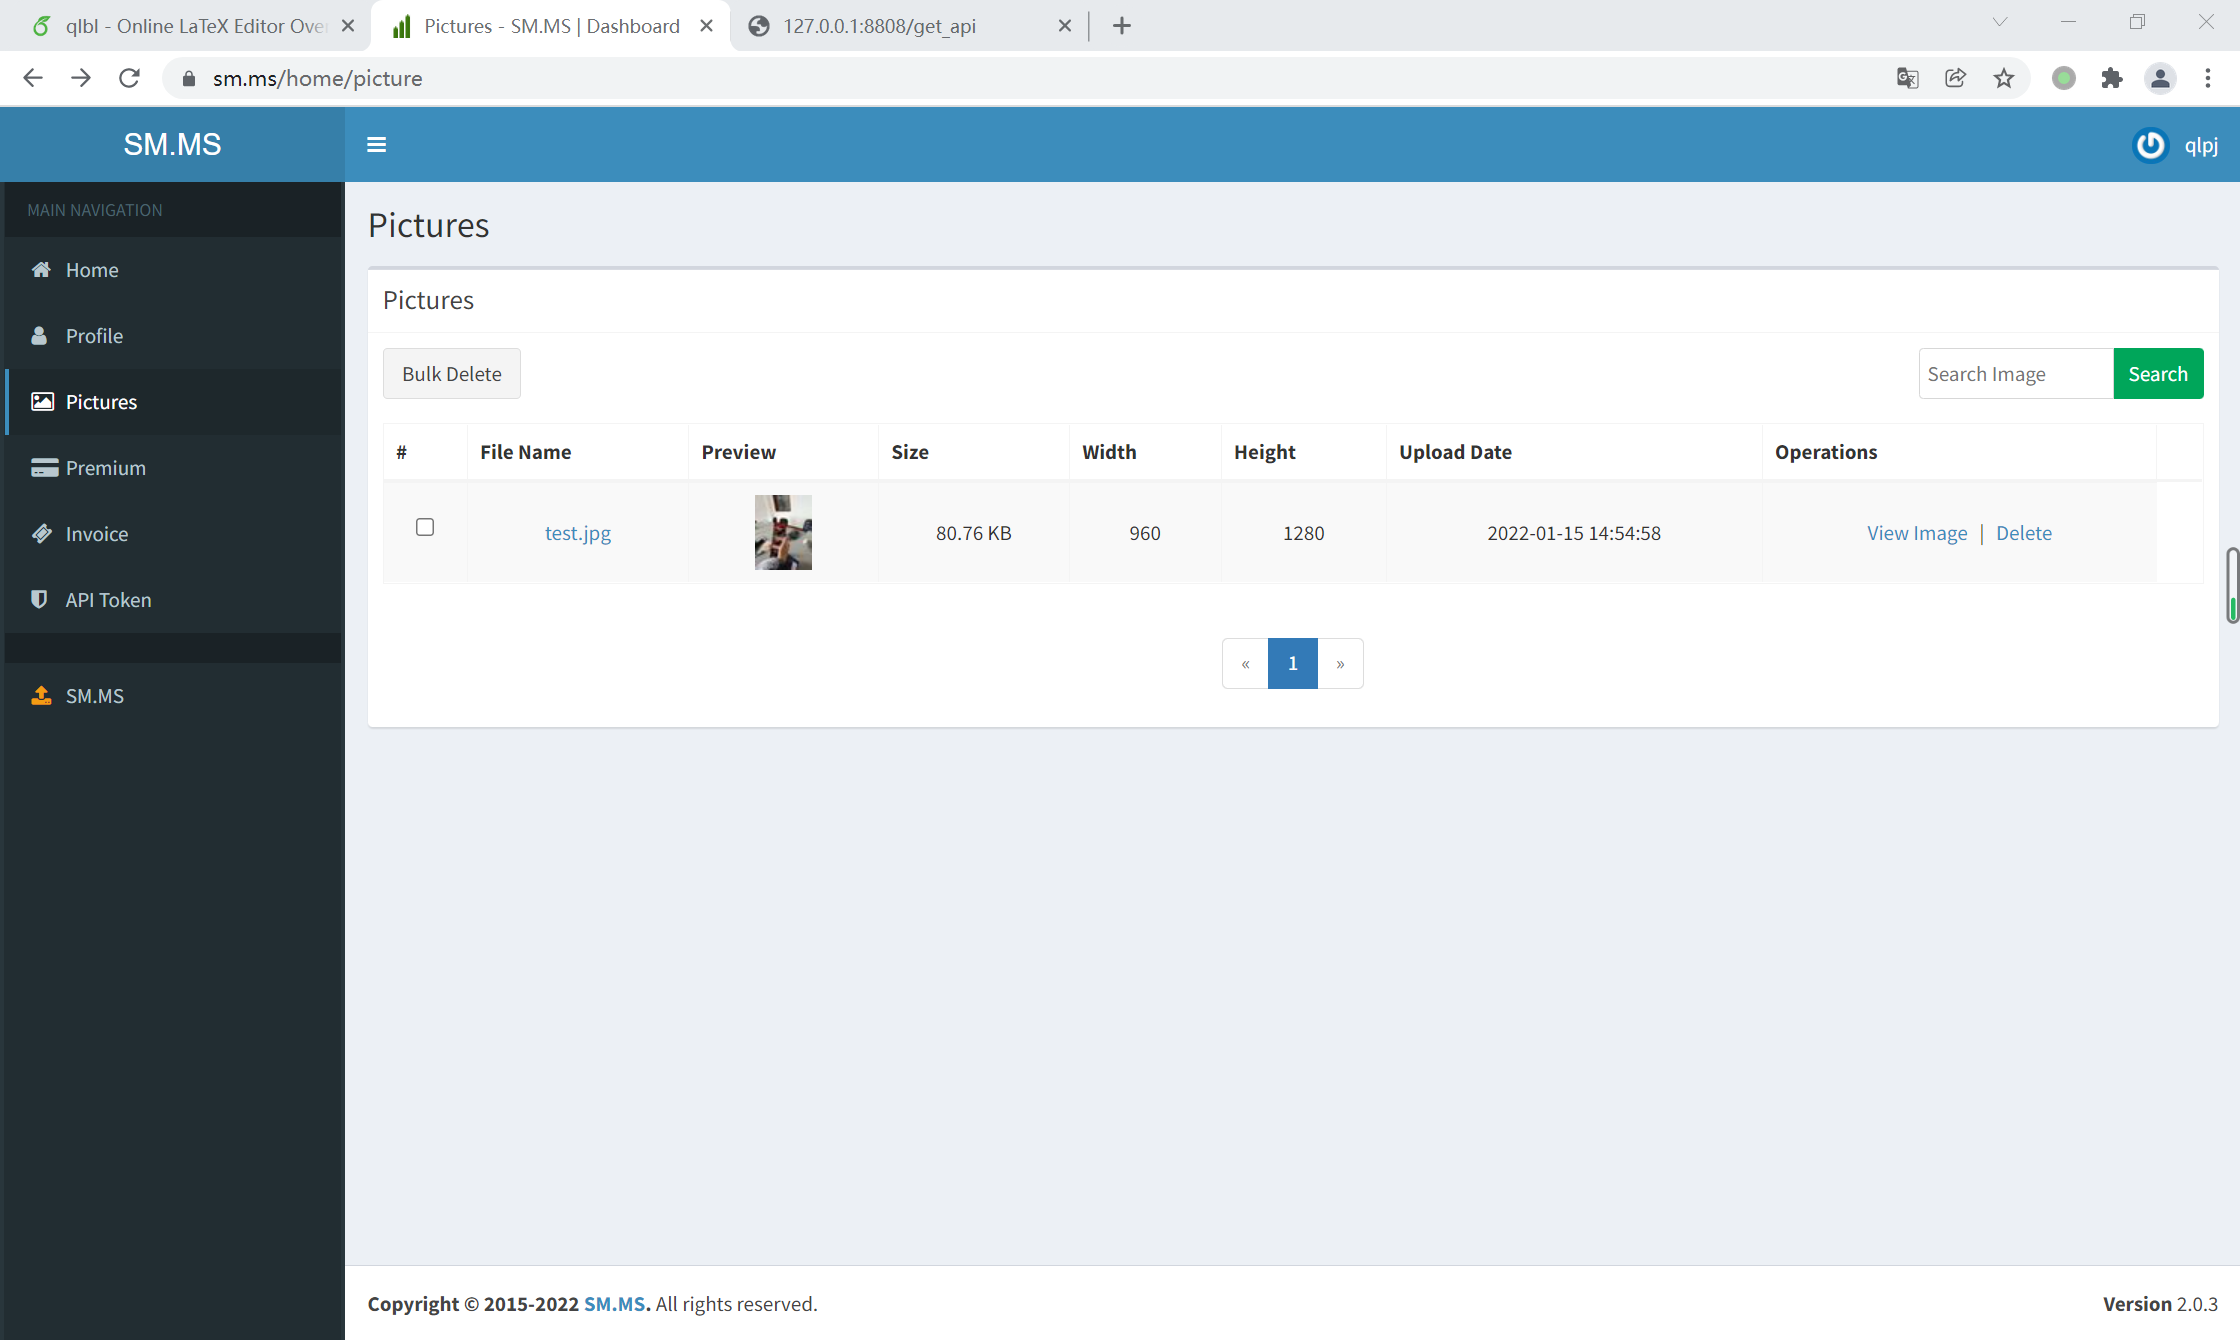 qlbl - Online LaTeX Editor Ove
Pictures - SM.MS | Dashboard
127.0.0.1:8808/get_api
sm.ms/home/picture
SM.MS
qlpj
MAIN NAVIGATION
Home
Profile
Pictures
Premium
Invoice
API Token
SM.MS
Pictures
Pictures
Bulk Delete
Search Image
Search
# File Name Preview Size Width Height Upload Date Operations
test.jpg 80.76 KB 960 1280 2022-01-15 14:54:58 View Image | Delete
« 1 »
Copyright © 2015-2022 SM.MS. All rights reserved.
Version 2.0.3